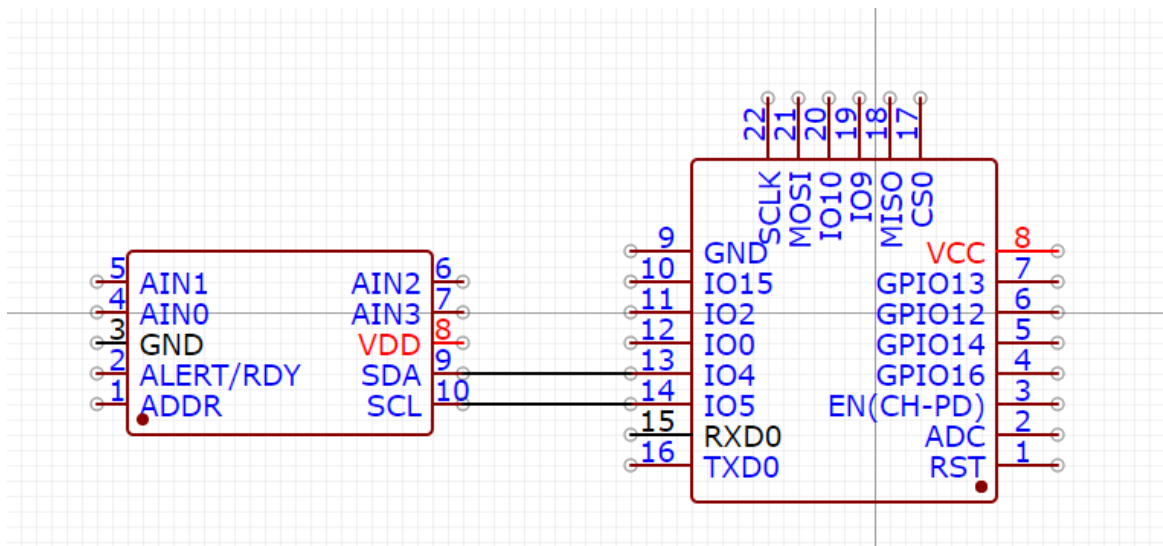 22 21 20 19 18 17
SCLK MOSI IO10 IO9 MISO CS0
9 GND VCC 8
10 IO15 GPIO13 7
11 IO2 GPIO12 6
12 IO0 GPIO14 5
13 IO4 GPIO16 4
14 IO5 EN(CH-PD) 3
15 RXD0 ADC 2
16 TXD0 RST 1
5 AIN1 AIN2 6
4 AIN0 AIN3 7
3 GND VDD 8
2 ALERT/RDY SDA 9
1 ADDR SCL 10